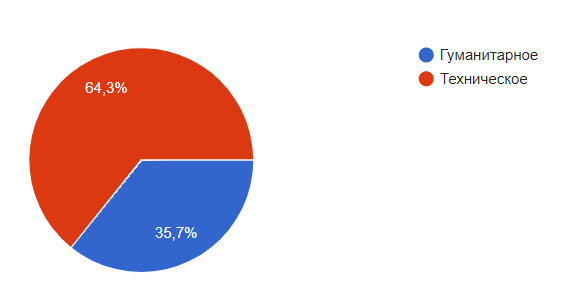 Гуманитарное
Техническое
64,3%
35,7%